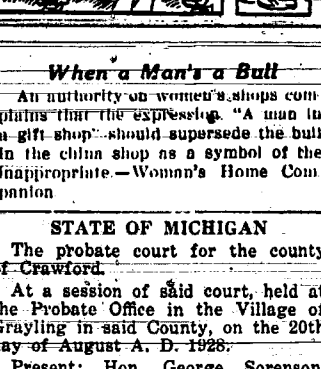 When a Man's a Bull
An authority on women's shops com
plains that the expression, "A man in
a gift shop" should supersede the bull
in the china shop as a symbol of the
Inappropriate.—Woman's Home Com
panion
STATE OF MICHIGAN
The probate court for the county
of Crawford.
At a session of said court, held at
the Probate Office in the Village of
Grayling in said County, on the 20th
day of August A. D. 1928.
Present: Hon. George Sorenson,